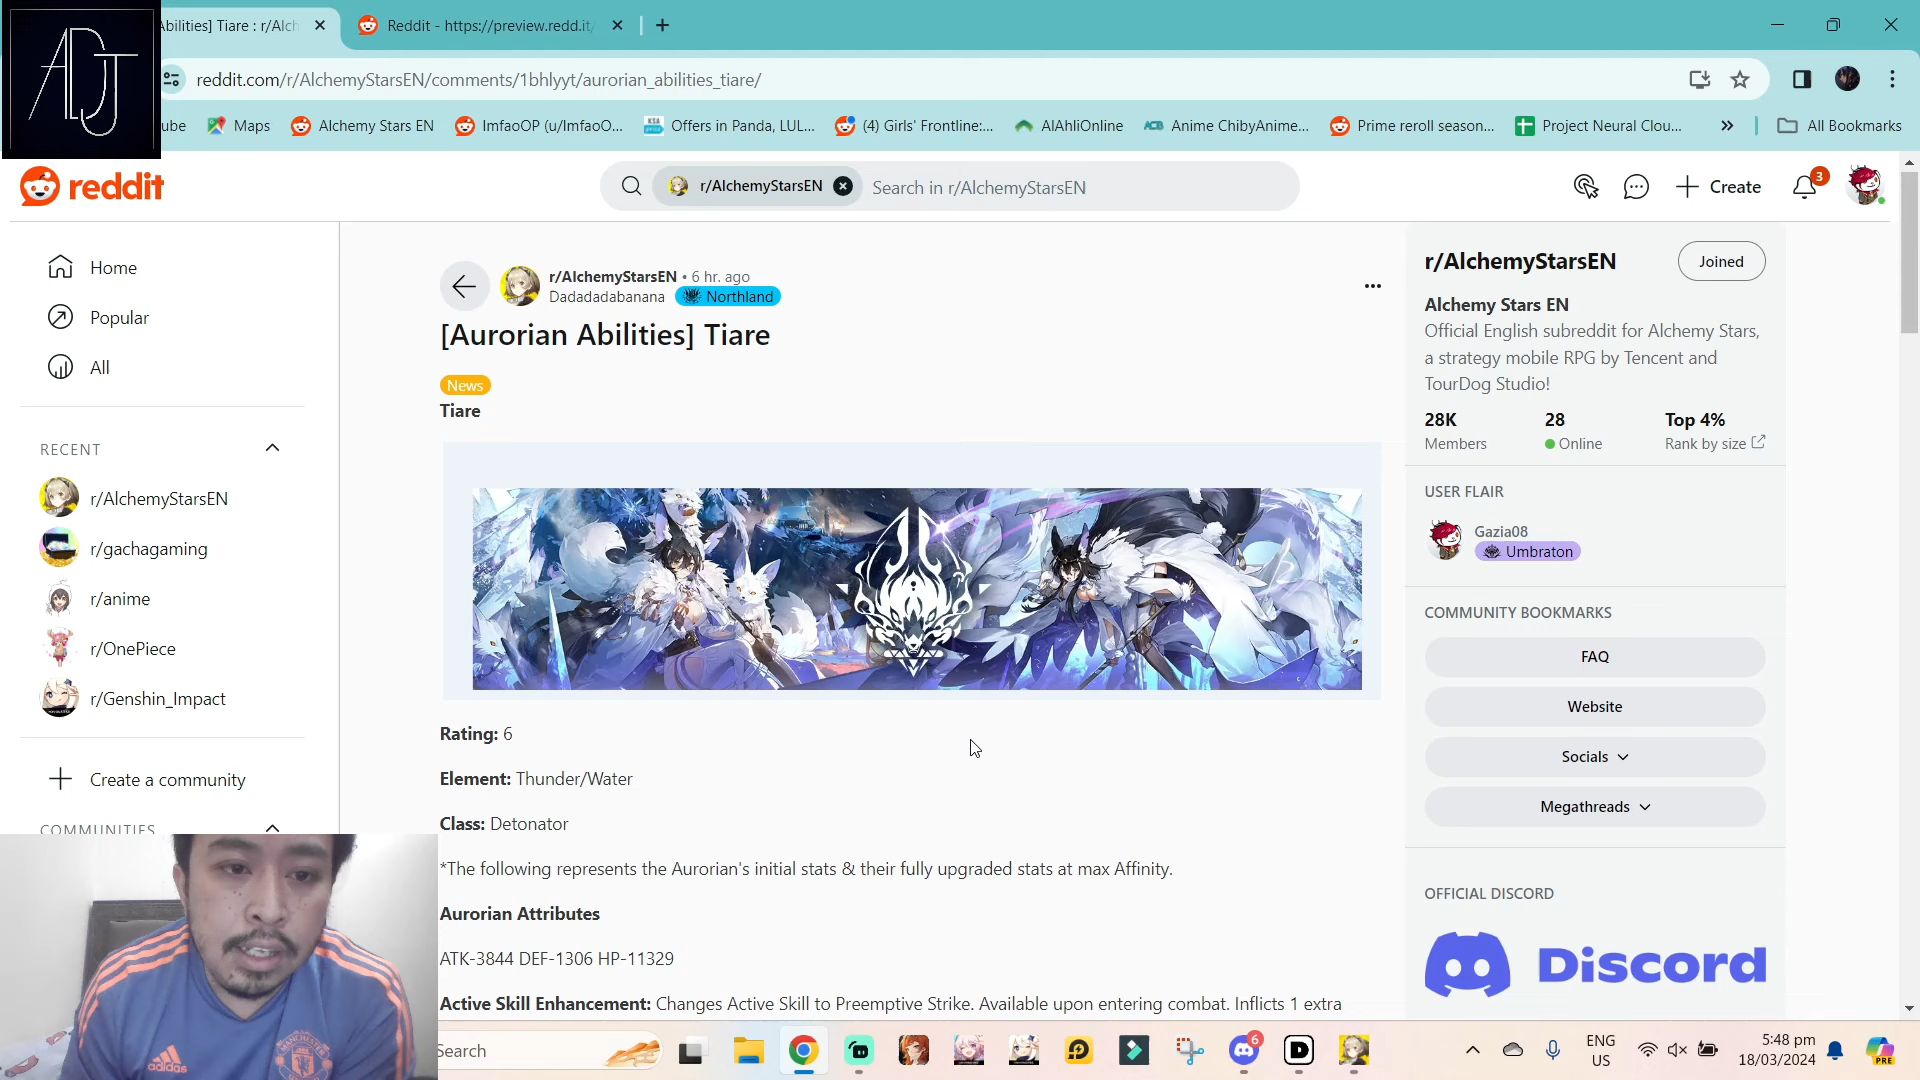 Abilities] Tiare : r/Alch
Reddit - https://preview.redd.it/
ADJT
reddit.com/r/AlchemyStarsEN/comments/1bhlyyt/aurorian_abilities_tiare/
ube
Maps
Alchemy Stars EN
ImfaoOP (u/ImfaoO...
Offers in Panda, LUL...
(4) Girls' Frontline:...
AlAhliOnline
Anime ChibyAnime...
Prime reroll season...
Project Neural Clou...
»
All Bookmarks
reddit
r/AlchemyStarsEN
Search in r/AlchemyStarsEN
Create
3
Home
Popular
All
RECENT
r/AlchemyStarsEN
r/gachagaming
r/anime
r/OnePiece
r/Genshin_Impact
Create a community
COMMUNITIES
r/AlchemyStarsEN • 6 hr. ago
Dadadadabanana Northland
[Aurorian Abilities] Tiare
News
Tiare
Rating: 6
Element: Thunder/Water
Class: Detonator
*The following represents the Aurorian's initial stats & their fully upgraded stats at max Affinity.
Aurorian Attributes
ATK-3844 DEF-1306 HP-11329
Active Skill Enhancement: Changes Active Skill to Preemptive Strike. Available upon entering combat. Inflicts 1 extra
r/AlchemyStarsEN
Joined
Alchemy Stars EN
Official English subreddit for Alchemy Stars,
a strategy mobile RPG by Tencent and
TourDog Studio!
28K 28 Top 4%
Members Online Rank by size
USER FLAIR
Gazia08
Umbraton
COMMUNITY BOOKMARKS
FAQ
Website
Socials
Megathreads
OFFICIAL DISCORD
Discord
adidas
Search
6
ENG
US
5:48 pm
18/03/2024
PRE